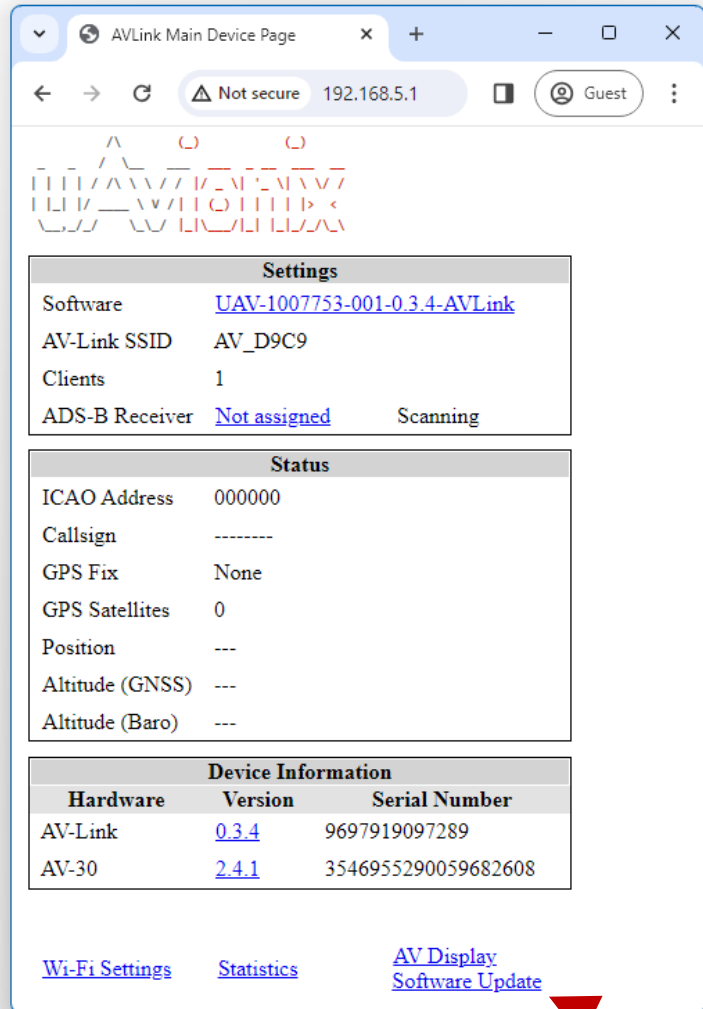 AVLink Main Device Page
Not secure 192.168.5.1 Guest
uAvionix
Settings
Software UAV-1007753-001-0.3.4-AVLink
AV-Link SSID AV_D9C9
Clients 1
ADS-B Receiver Not assigned Scanning
Status
ICAO Address 000000
Callsign --------
GPS Fix None
GPS Satellites 0
Position ---
Altitude (GNSS) ---
Altitude (Baro) ---
Device Information
Hardware Version Serial Number
AV-Link 0.3.4 9697919097289
AV-30 2.4.1 3546955290059682608
Wi-Fi Settings Statistics AV Display
Software Update